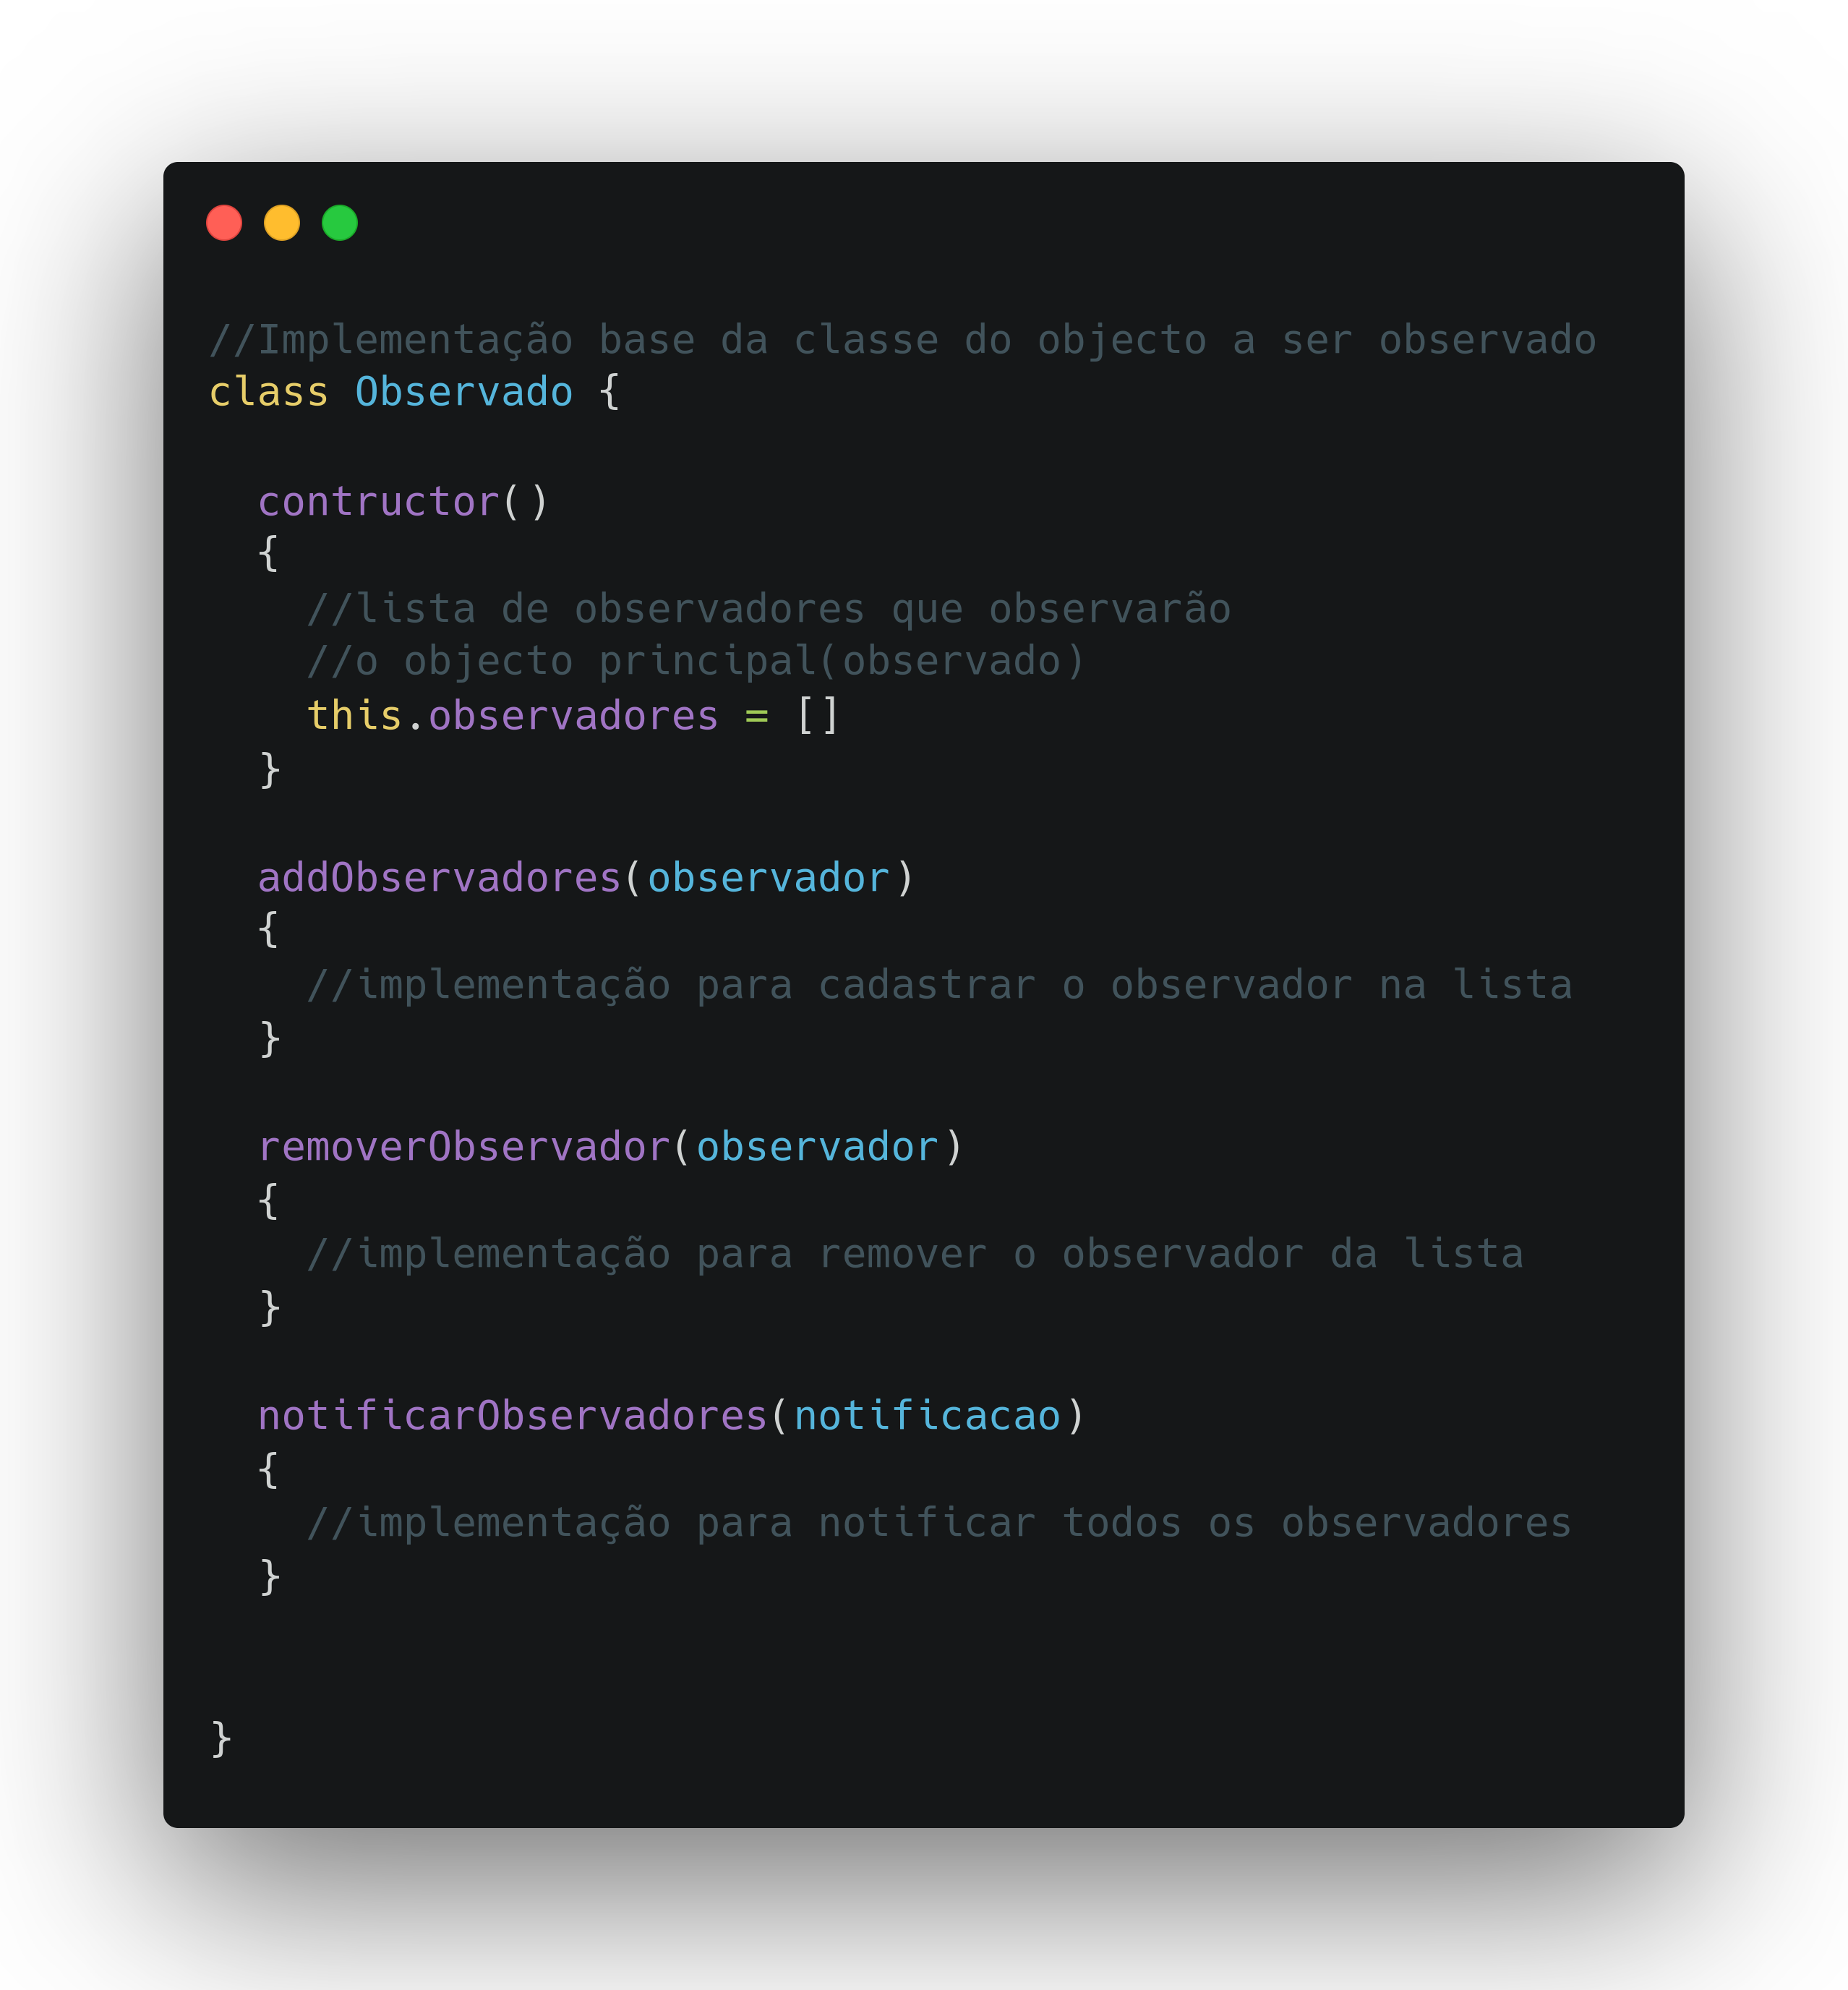 //Implementação base da classe do objecto a ser observado
class Observado {
contructor()
{
//lista de observadores que observarão
//o objecto principal(observado)
this.observadores = []
}
addObservadores(observador)
{
//implementação para cadastrar o observador na lista
}
removerObservador(observador)
{
//implementação para remover o observador da lista
}
notificarObservadores(notificacao)
{
//implementação para notificar todos os observadores
}
}